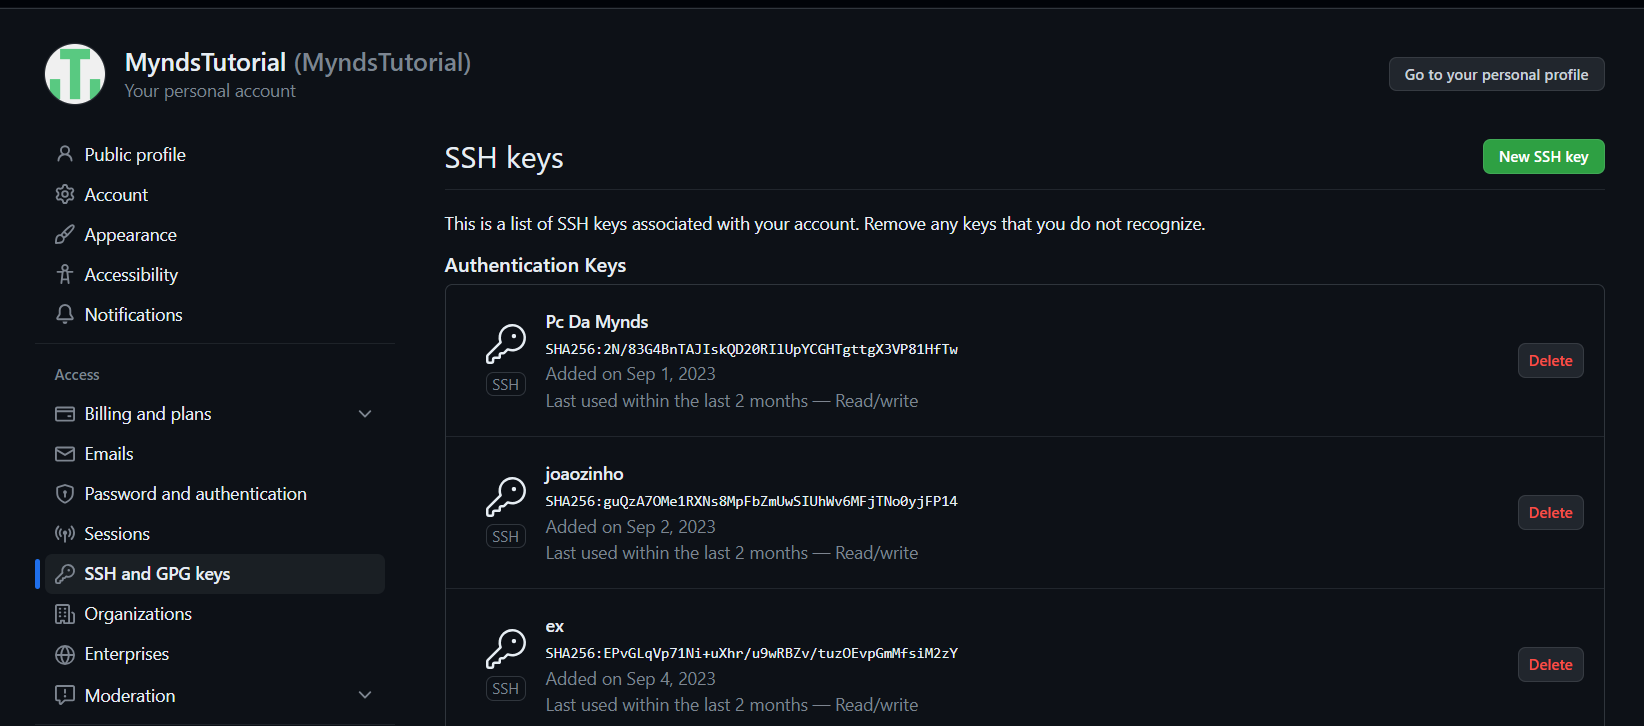 MyndsTutorial (MyndsTutorial)
Your personal account
Go to your personal profile
Public profile
Account
Appearance
Accessibility
Notifications
Access
Billing and plans
Emails
Password and authentication
Sessions
SSH and GPG keys
Organizations
Enterprises
Moderation
SSH keys
New SSH key
This is a list of SSH keys associated with your account. Remove any keys that you do not recognize.
Authentication Keys
Pc Da Mynds
SHA256:2N/83G4BnTAJIskQD20RIlUpYCGHTgttgX3VP81HfTw
Added on Sep 1, 2023
Last used within the last 2 months — Read/write
SSH
Delete
joaozinho
SHA256:guQzA7OMe1RXNs8MpFbZmUwSIUhWv6MFjTNo0yjFP14
Added on Sep 2, 2023
Last used within the last 2 months — Read/write
SSH
Delete
ex
SHA256:EPvGLqVp71Ni+uXhr/u9wRBZv/tuzOEvpGmMfsiM2zY
Added on Sep 4, 2023
Last used within the last 2 months — Read/write
SSH
Delete